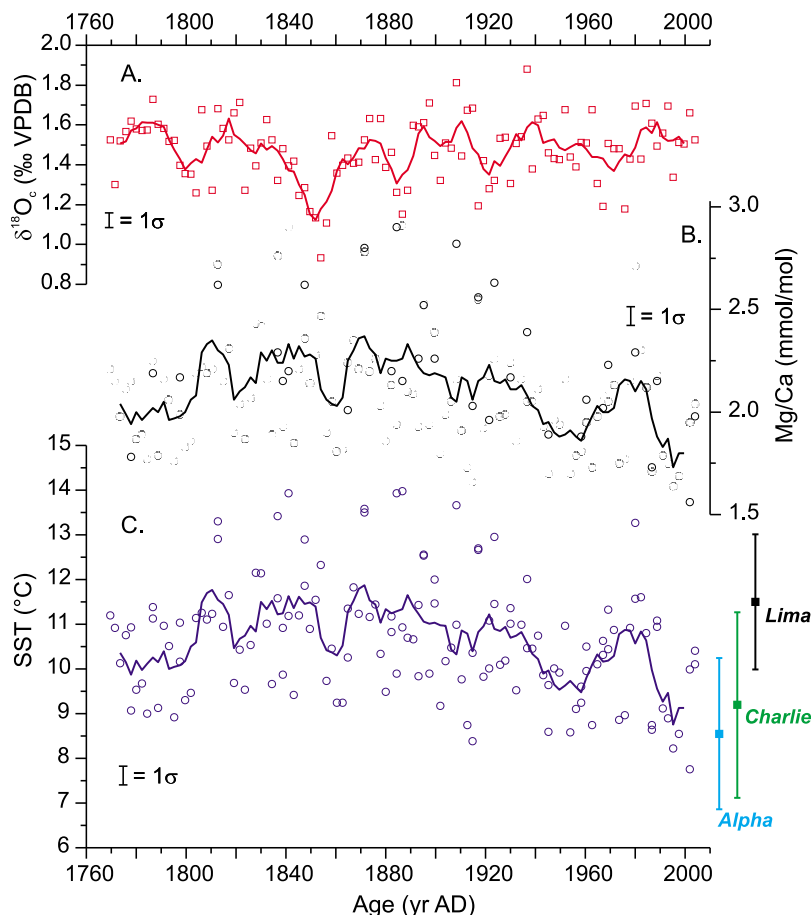 1760 1800 1840 1880 1920 1960 2000
2.0
1.8
1.6
1.4
1.2
1.0
0.8
δ18Oc (‰ VPDB)
A.
= 1σ
B.
3.0
2.5
2.0
1.5
Mg/Ca (mmol/mol)
= 1σ
15
14
13
12
11
10
9
8
7
6
SST (°C)
C.
= 1σ
Lima
Charlie
Alpha
1760 1800 1840 1880 1920 1960 2000
Age (yr AD)